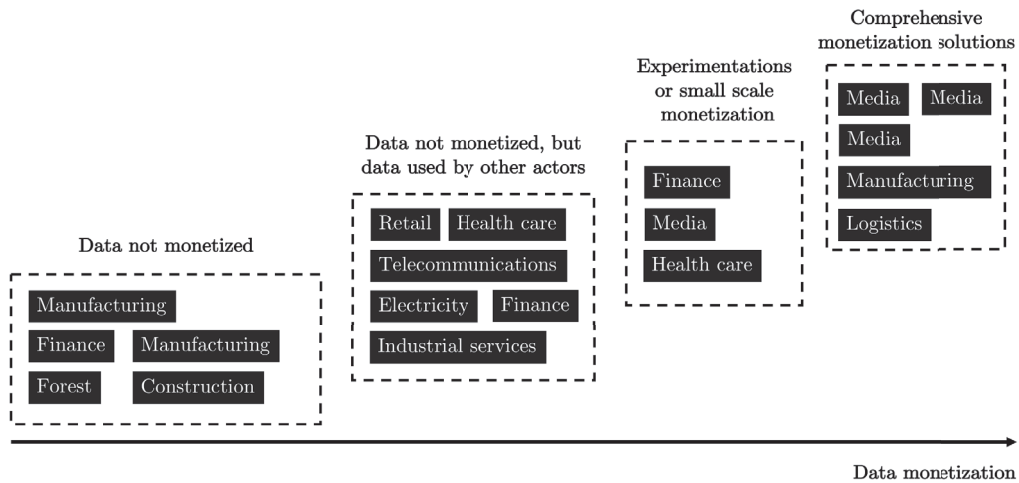 Comprehensive
monetization solutions
Media Media
Media
Manufacturing
Logistics
Experimentations
or small scale
monetization
Finance
Media
Health care
Data not monetized, but
data used by other actors
Retail Health care
Telecommunications
Electricity Finance
Industrial services
Data not monetized
Manufacturing
Finance Manufacturing
Forest Construction
Data monetization